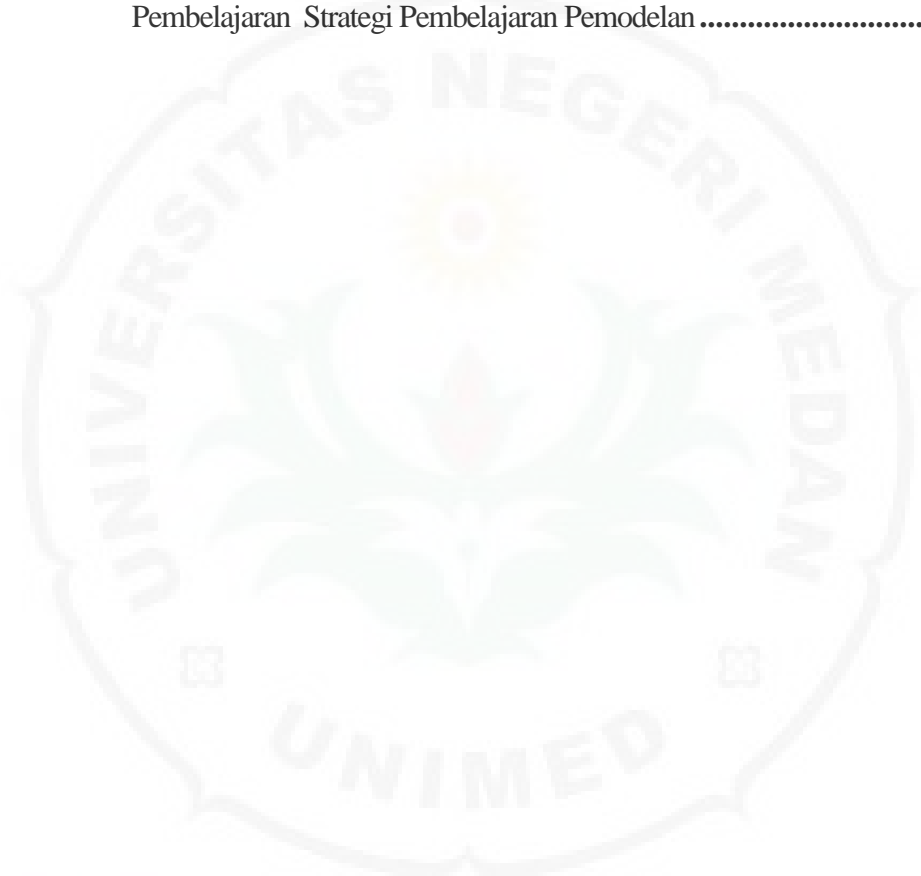 Pembelajaran Strategi Pembelajaran Pemodelan ............................
UNIVERSITAS NEGERI MEDAN
UNIMED